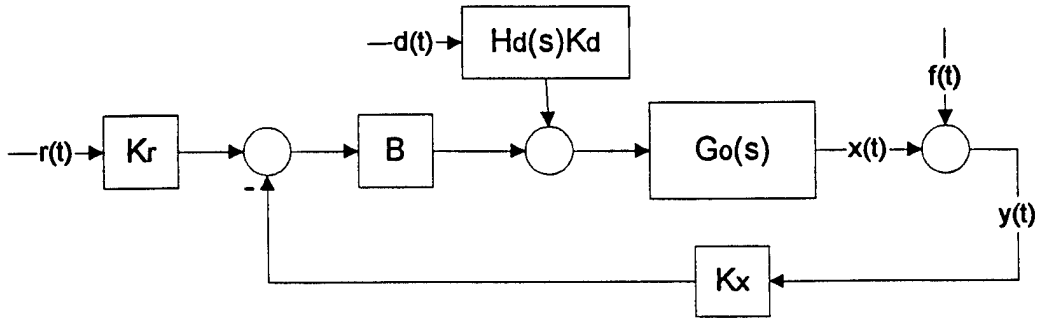 d(t)
Hd(s)Kd
f(t)
r(t)
Kr
B
Go(s)
x(t)
-
y(t)
Kx